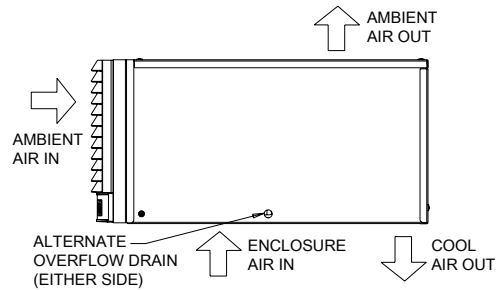 AMBIENT
AIR OUT
AMBIENT
AIR IN
ALTERNATE
OVERFLOW DRAIN
(EITHER SIDE)
ENCLOSURE
AIR IN
COOL
AIR OUT